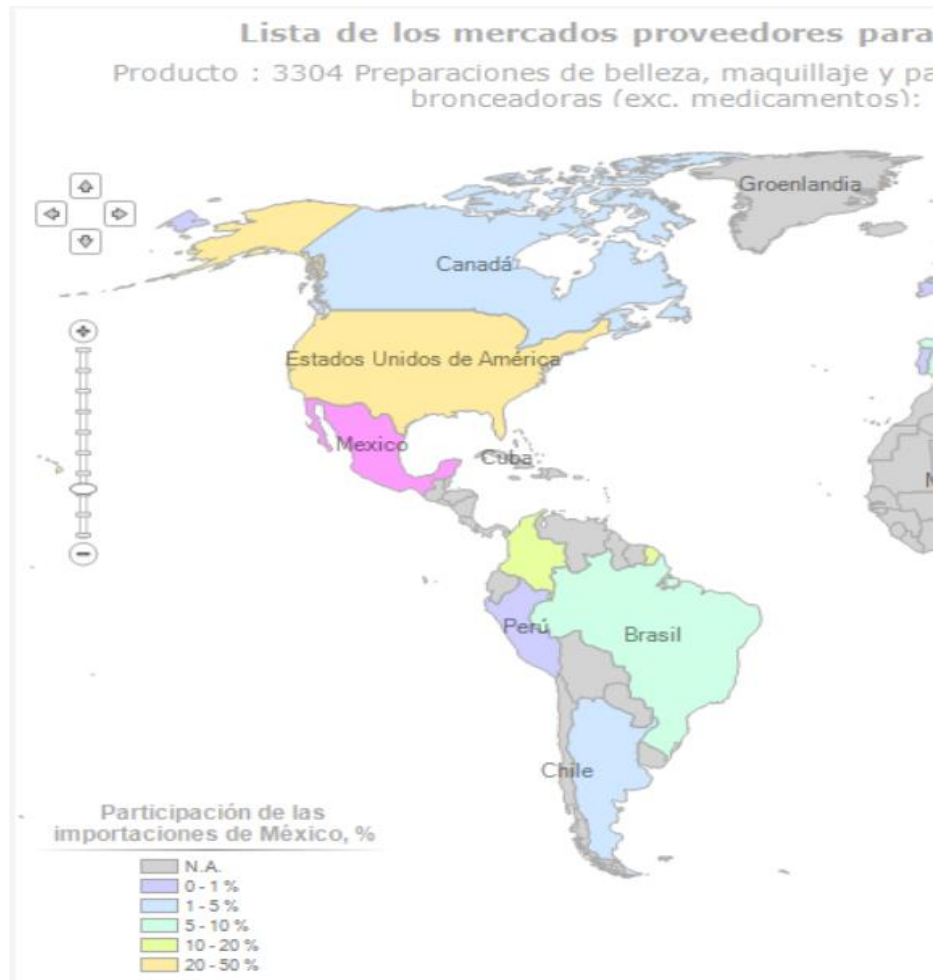 Lista de los mercados proveedores para
Producto : 3304 Preparaciones de belleza, maquillaje y pa
bronceadoras (exc. medicamentos):
Groenlandia
Canadá
Estados Unidos de América
Mexico
Cuba
Perú
Brasil
Chile
Participación de las
importaciones de México, %
N.A.
0 - 1 %
1 - 5 %
5 - 10 %
10 - 20 %
20 - 50 %